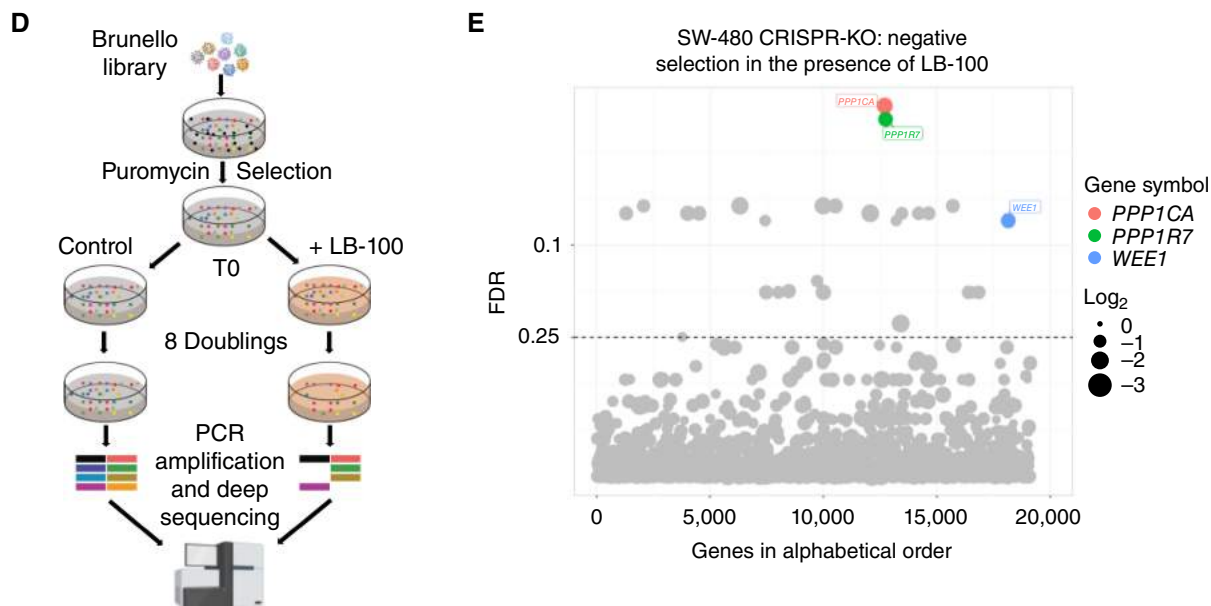 D
Brunello
library
Puromycin Selection
Control
+ LB-100
T0
8 Doublings
PCR
amplification
and deep
sequencing
E
SW-480 CRISPR-KO: negative
selection in the presence of LB-100
PPP1CA
PPP1R7
WEE1
FDR
0.1
0.25
0
5,000
10,000
15,000
20,000
Genes in alphabetical order
Gene symbol
PPP1CA
PPP1R7
WEE1
Log2
0
−1
−2
−3